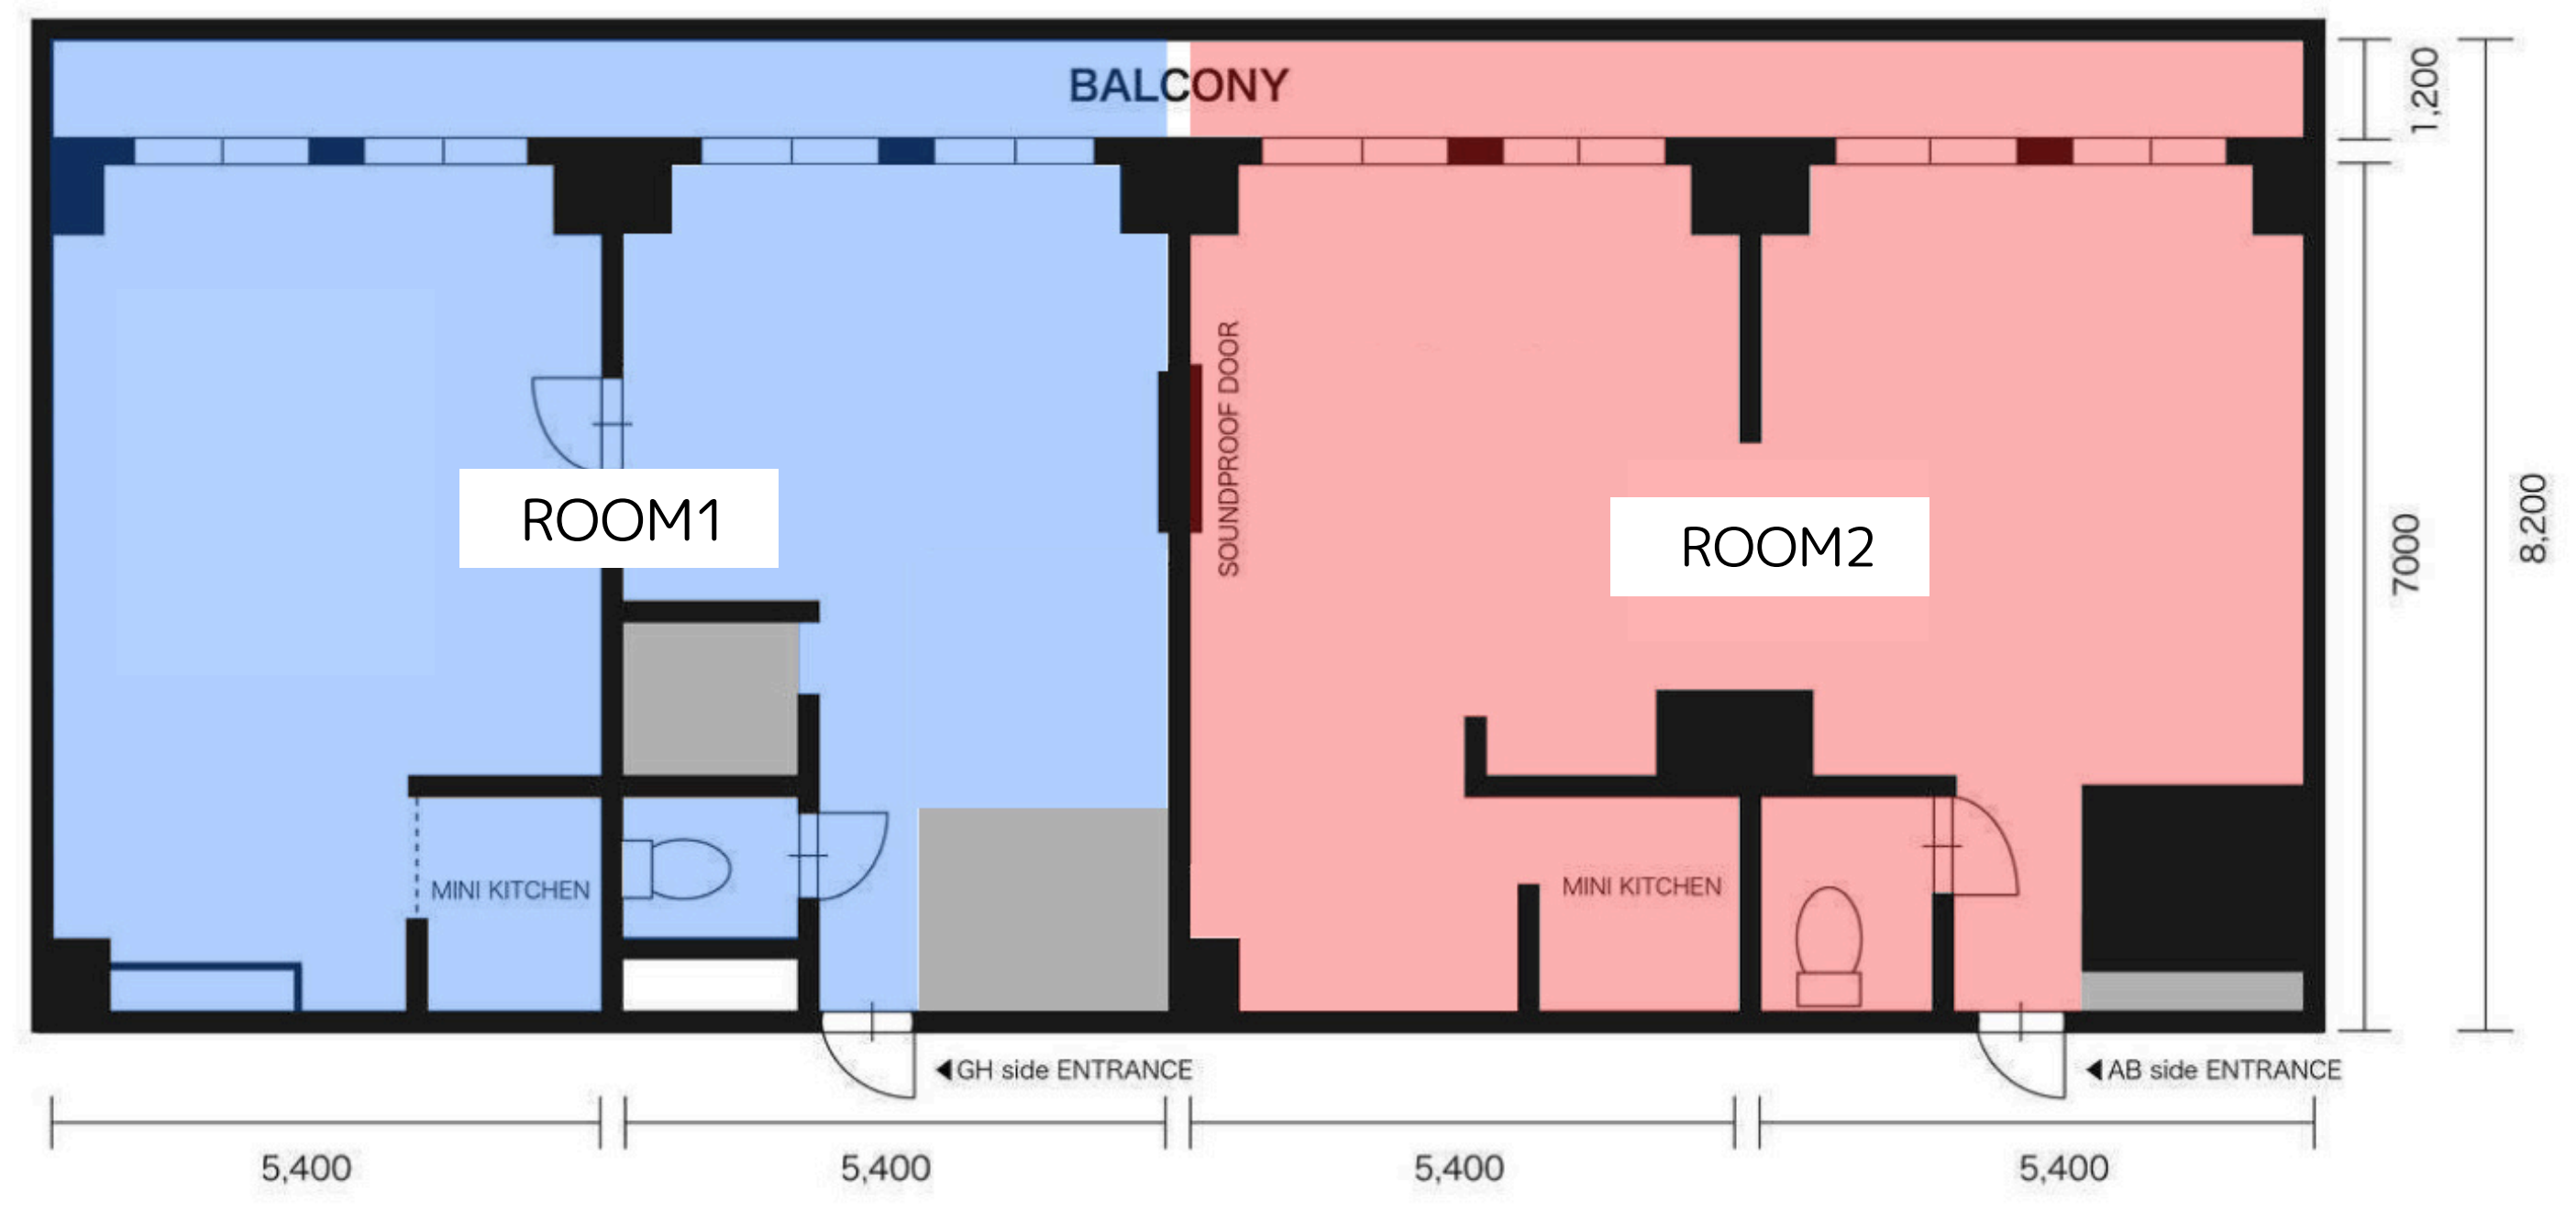 BALCONY
1,200
SOUNDPROOF DOOR
ROOM1
ROOM2
7000
8,200
MINI KITCHEN
MINI KITCHEN
◀GH side ENTRANCE
◀AB side ENTRANCE
5,400
5,400
5,400
5,400